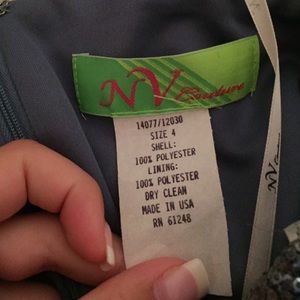 NV Couture
14077/12030
SIZE 4
SHELL:
100% POLYESTER
LINING:
100% POLYESTER
DRY CLEAN
MADE IN USA
RN 61248
NV